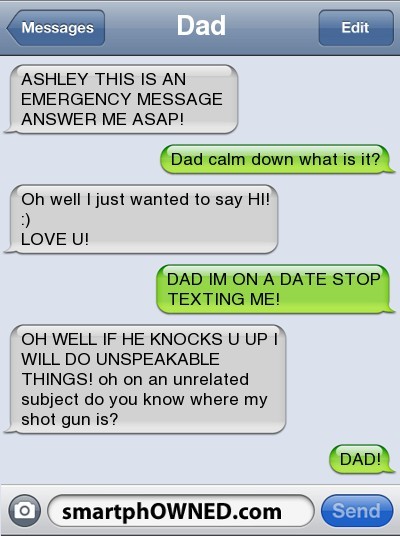 Messages
Dad
Edit
ASHLEY THIS IS AN
EMERGENCY MESSAGE
ANSWER ME ASAP!
Dad calm down what is it?
Oh well I just wanted to say HI!
:)
LOVE U!
DAD IM ON A DATE STOP
TEXTING ME!
OH WELL IF HE KNOCKS U UP I
WILL DO UNSPEAKABLE
THINGS! oh on an unrelated
subject do you know where my
shot gun is?
DAD!
smartphOWNED.com
Send